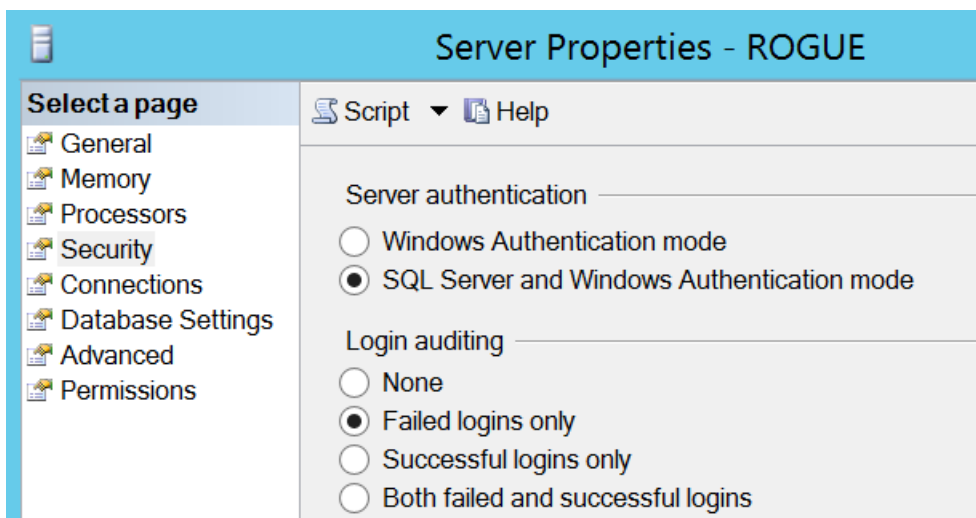 Server Properties - ROGUE
Select a page
General
Memory
Processors
Security
Connections
Database Settings
Advanced
Permissions
Script Help
Server authentication
Windows Authentication mode
SQL Server and Windows Authentication mode
Login auditing
None
Failed logins only
Successful logins only
Both failed and successful logins